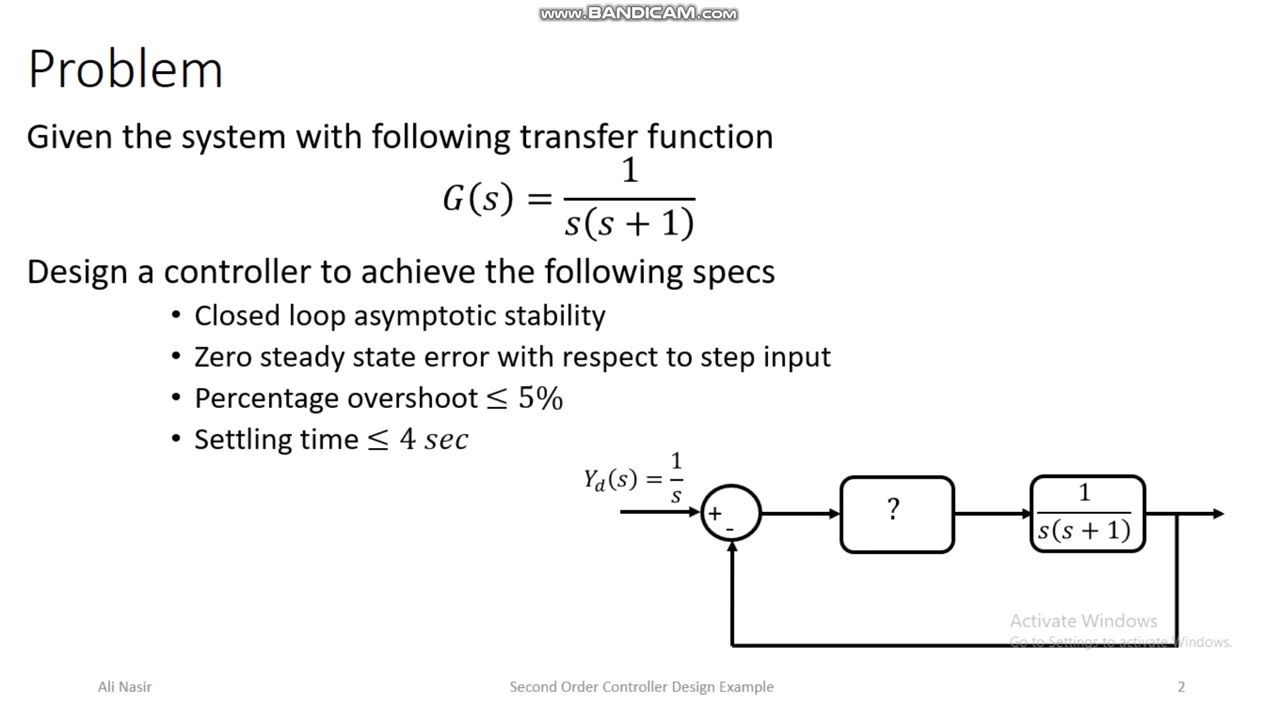 www.BANDICAM.com
Problem
Given the system with following transfer function
G(s) = 1 / s(s + 1)
Design a controller to achieve the following specs
• Closed loop asymptotic stability
• Zero steady state error with respect to step input
• Percentage overshoot ≤ 5%
• Settling time ≤ 4 sec
Y_d(s) = 1 / s
+
-
?
1 / s(s + 1)
Activate Windows
Go to Settings to activate Windows.
Ali Nasir
Second Order Controller Design Example
2